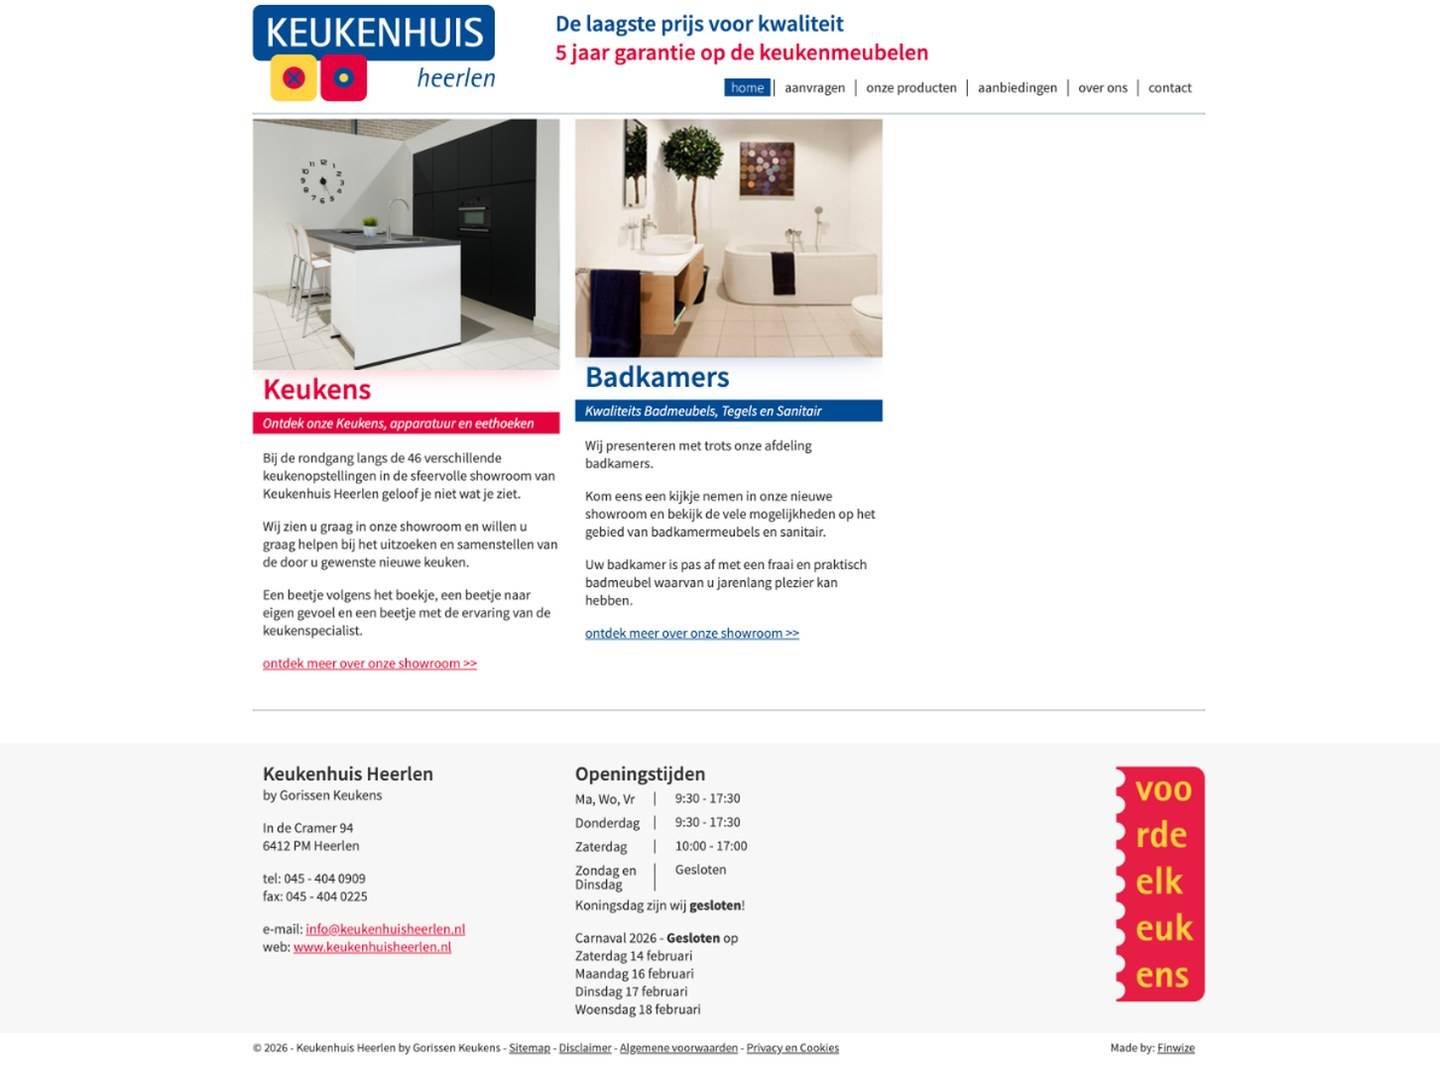 KEUKENHUIS
heerlen
De laagste prijs voor kwaliteit
5 jaar garantie op de keukenmeubelen
home | aanvragen | onze producten | aanbiedingen | over ons | contact
Keukens
Ontdek onze Keukens, apparatuur en eethoeken
Bij de rondgang langs de 46 verschillende
keukenopstellingen in de sfeervolle showroom van
Keukenhuis Heerlen geloof je niet wat je ziet.
Wij zien u graag in onze showroom en willen u
graag helpen bij het uitzoeken en samenstellen van
de door u gewenste nieuwe keuken.
Een beetje volgens het boekje, een beetje naar
eigen gevoel en een beetje met de ervaring van de
keukenspecialist.
ontdek meer over onze showroom >>
Badkamers
Kwaliteits Badmeubels, Tegels en Sanitair
Wij presenteren met trots onze afdeling
badkamers.
Kom eens een kijkje nemen in onze nieuwe
showroom en bekijk de vele mogelijkheden op het
gebied van badkamermeubels en sanitair.
Uw badkamer is pas af met een fraai en praktisch
badmeubel waarvan u jarenlang plezier kan
hebben.
ontdek meer over onze showroom >>
Keukenhuis Heerlen
by Gorissen Keukens
In de Cramer 94
6412 PM Heerlen
tel: 045 - 404 0909
fax: 045 - 404 0225
e-mail: info@keukenhuisheerlen.nl
web: www.keukenhuisheerlen.nl
Openingstijden
Ma, Wo, Vr | 9:30 - 17:30
Donderdag | 9:30 - 17:30
Zaterdag | 10:00 - 17:00
Zondag en | Gesloten
Dinsdag
Koningsdag zijn wij gesloten!
Carnaval 2026 - Gesloten op
Zaterdag 14 februari
Maandag 16 februari
Dinsdag 17 februari
Woensdag 18 februari
voo
rde
elk
euk
ens
© 2026 - Keukenhuis Heerlen by Gorissen Keukens - Sitemap - Disclaimer - Algemene voorwaarden - Privacy en Cookies
Made by: Finwize